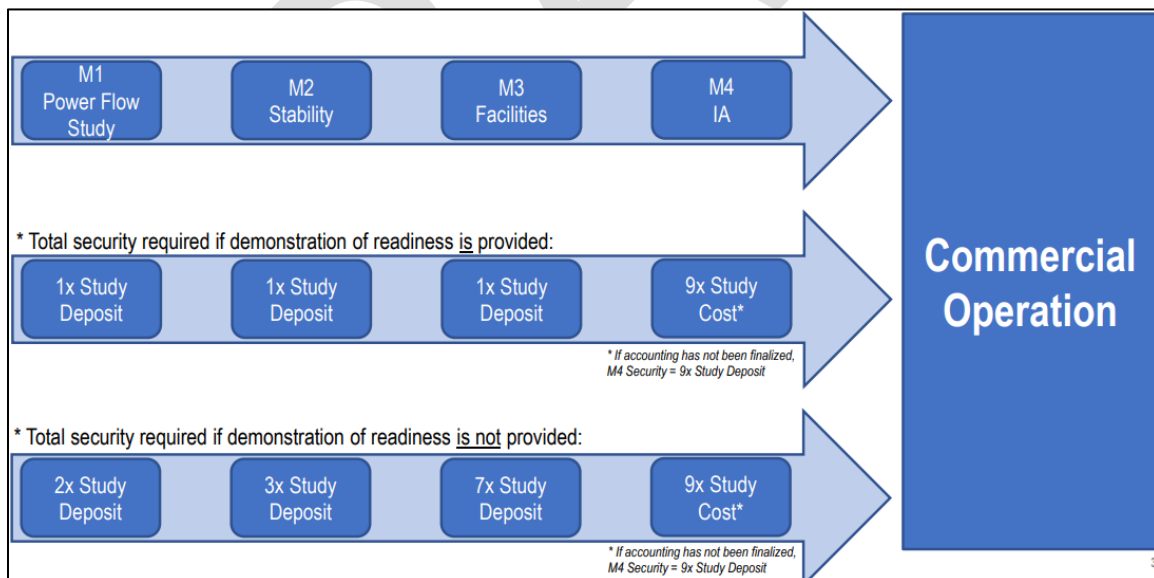 M1
Power Flow
Study
M2
Stability
M3
Facilities
M4
IA
Commercial
Operation
* Total security required if demonstration of readiness is provided:
1x Study
Deposit
1x Study
Deposit
1x Study
Deposit
9x Study
Cost*
* If accounting has not been finalized,
M4 Security = 9x Study Deposit
* Total security required if demonstration of readiness is not provided:
2x Study
Deposit
3x Study
Deposit
7x Study
Deposit
9x Study
Cost*
* If accounting has not been finalized,
M4 Security = 9x Study Deposit